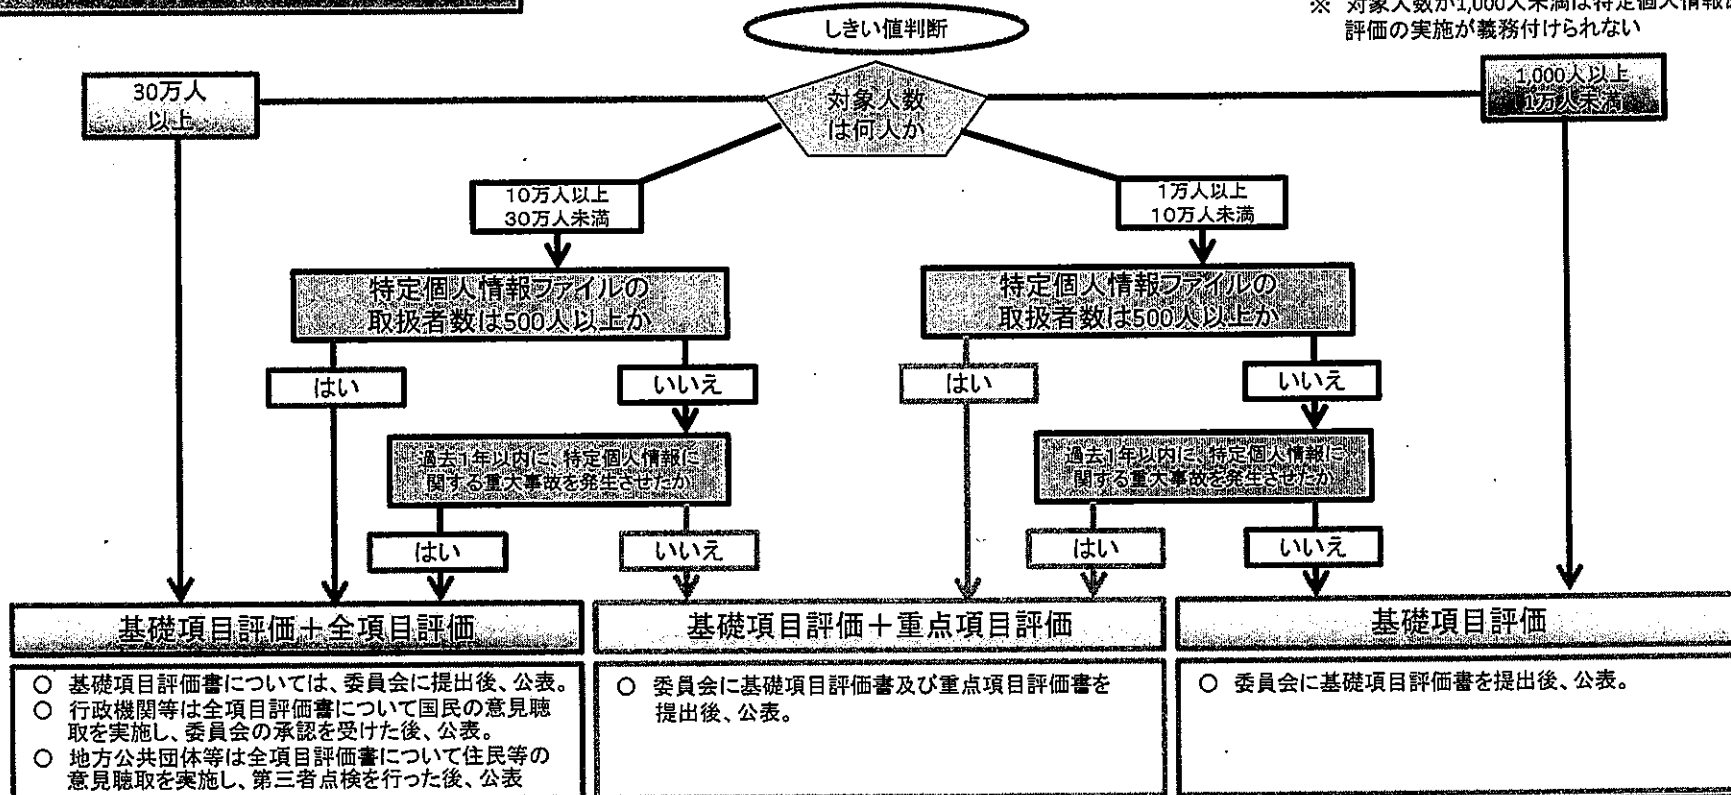 ※ 対象人数が1,000人未満は特定個人情報
評価の実施が義務付けられない
しきい値判断
対象人数
は何人か
30万人
以上
1,000人以上
1万人未満
10万人以上
30万人未満
1万人以上
10万人未満
特定個人情報ファイルの
取扱者数は500人以上か
特定個人情報ファイルの
取扱者数は500人以上か
はい
いいえ
はい
いいえ
過去1年以内に、特定個人情報に
関する重大事故を発生させたか
過去1年以内に、特定個人情報に
関する重大事故を発生させたか
はい
いいえ
はい
いいえ
基礎項目評価＋全項目評価
基礎項目評価＋重点項目評価
基礎項目評価
○ 基礎項目評価書については、委員会に提出後、公表。
○ 行政機関等は全項目評価書について国民の意見聴
取を実施し、委員会の承認を受けた後、公表。
○ 地方公共団体等は全項目評価書について住民等の
意見聴取を実施し、第三者点検を行った後、公表
○ 委員会に基礎項目評価書及び重点項目評価書を
提出後、公表。
○ 委員会に基礎項目評価書を提出後、公表。